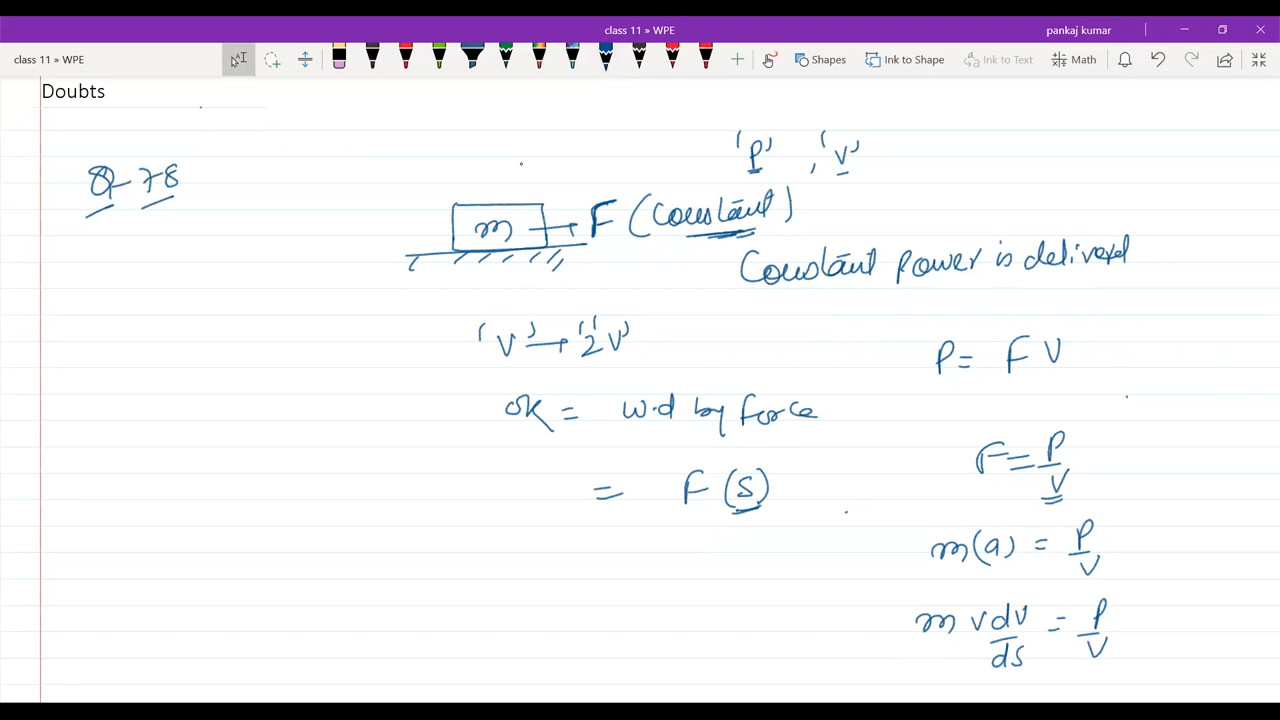 class 11 » WPE
pankaj kumar
class 11 » WPE
Shapes
Ink to Shape
Ink to Text
Math
Doubts
Q-78
'P' , 'V'
m → F (constant)
Constant power is delivered
'V' → '2V'
P = F V
ΔK = w.d by force
F = P/V
= F (s)
m(a) = P/V
m v dv/ds = P/V